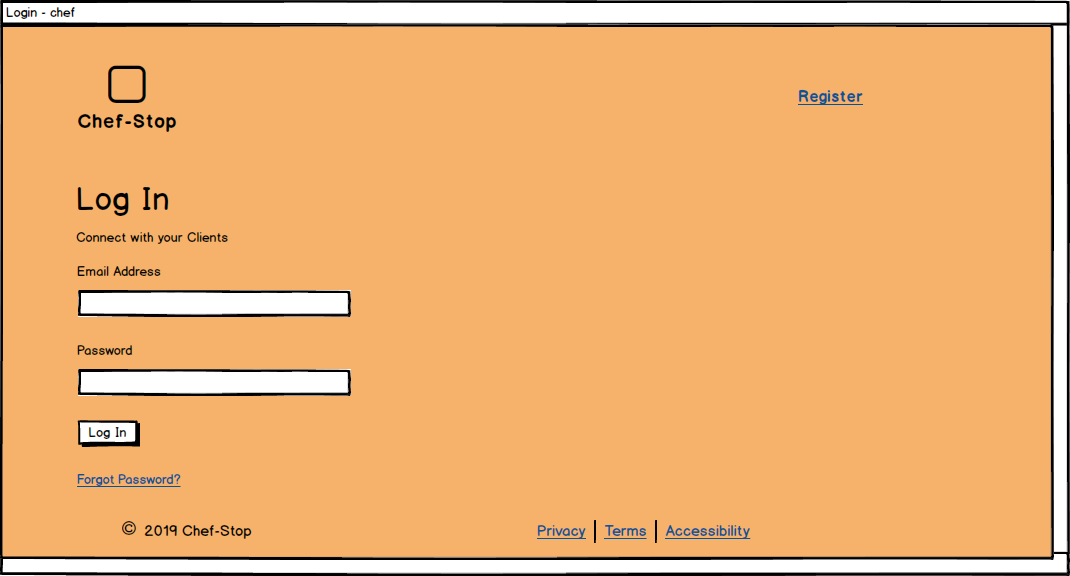 Login - chef
Register
Chef-Stop
Log In
Connect with your Clients
Email Address
Password
Log In
Forgot Password?
© 2019 Chef-Stop
Privacy | Terms | Accessibility